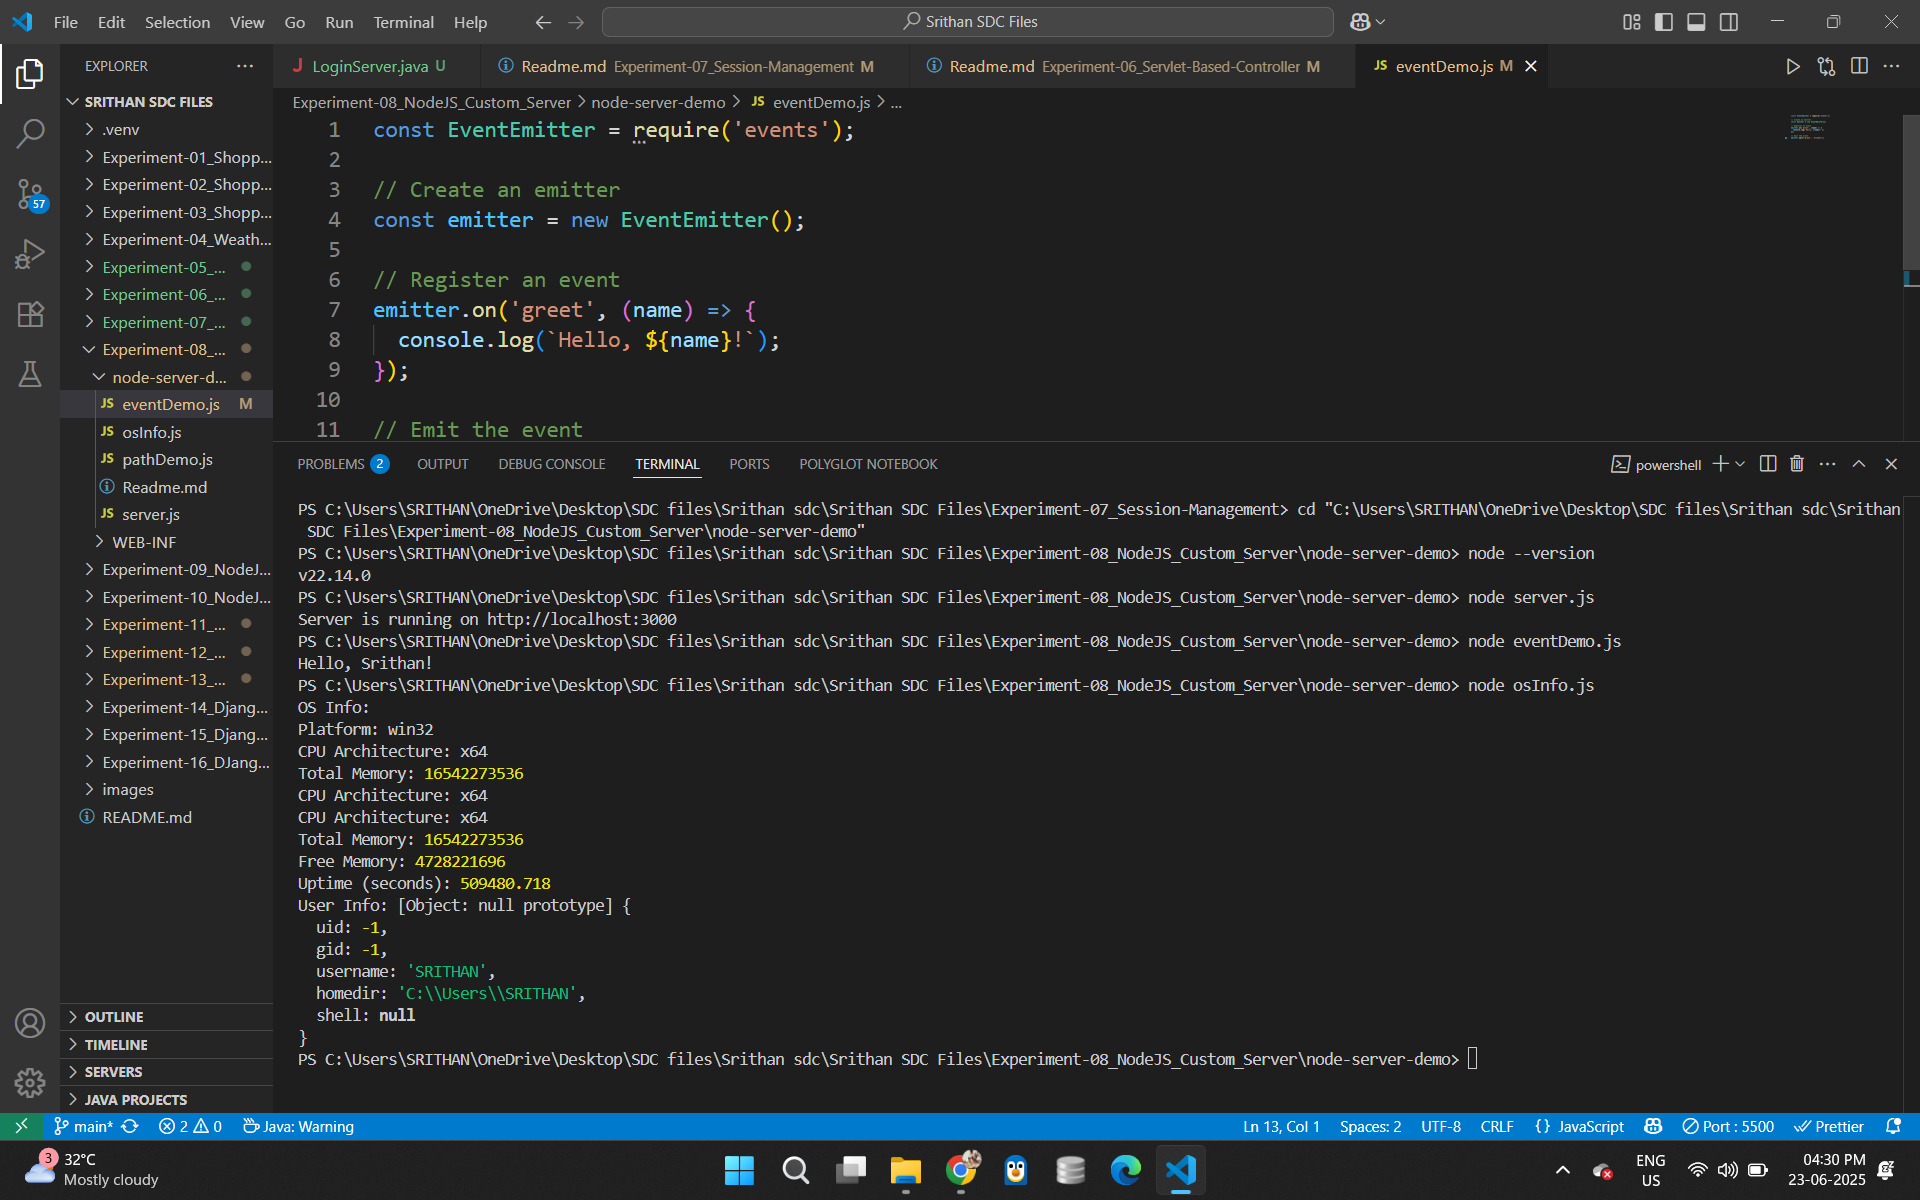 File Edit Selection View Go Run Terminal Help
Srithan SDC Files
EXPLORER
SRITHAN SDC FILES
.venv
Experiment-01_Shopp...
Experiment-02_Shopp...
Experiment-03_Shopp...
Experiment-04_Weath...
Experiment-05_...
Experiment-06_...
Experiment-07_...
Experiment-08_...
node-server-d...
JS eventDemo.js M
JS osInfo.js
JS pathDemo.js
Readme.md
JS server.js
WEB-INF
Experiment-09_NodeJ...
Experiment-10_NodeJ...
Experiment-11_...
Experiment-12_...
Experiment-13_...
Experiment-14_Djang...
Experiment-15_Djang...
Experiment-16_DJang...
images
README.md
OUTLINE
TIMELINE
SERVERS
JAVA PROJECTS
57
J LoginServer.java U
Readme.md Experiment-07_Session-Management M
Readme.md Experiment-06_Servlet-Based-Controller M
JS eventDemo.js M
Experiment-08_NodeJS_Custom_Server > node-server-demo > JS eventDemo.js > ...
1 const EventEmitter = require('events');
2
3 // Create an emitter
4 const emitter = new EventEmitter();
5
6 // Register an event
7 emitter.on('greet', (name) => {
8 console.log(`Hello, ${name}!`);
9 });
10
11 // Emit the event
PROBLEMS 2 OUTPUT DEBUG CONSOLE TERMINAL PORTS POLYGLOT NOTEBOOK
powershell
PS C:\Users\SRITHAN\OneDrive\Desktop\SDC files\Srithan sdc\Srithan SDC Files\Experiment-07_Session-Management> cd "C:\Users\SRITHAN\OneDrive\Desktop\SDC files\Srithan sdc\Srithan
SDC Files\Experiment-08_NodeJS_Custom_Server\node-server-demo"
PS C:\Users\SRITHAN\OneDrive\Desktop\SDC files\Srithan sdc\Srithan SDC Files\Experiment-08_NodeJS_Custom_Server\node-server-demo> node --version
v22.14.0
PS C:\Users\SRITHAN\OneDrive\Desktop\SDC files\Srithan sdc\Srithan SDC Files\Experiment-08_NodeJS_Custom_Server\node-server-demo> node server.js
Server is running on http://localhost:3000
PS C:\Users\SRITHAN\OneDrive\Desktop\SDC files\Srithan sdc\Srithan SDC Files\Experiment-08_NodeJS_Custom_Server\node-server-demo> node eventDemo.js
Hello, Srithan!
PS C:\Users\SRITHAN\OneDrive\Desktop\SDC files\Srithan sdc\Srithan SDC Files\Experiment-08_NodeJS_Custom_Server\node-server-demo> node osInfo.js
OS Info:
Platform: win32
CPU Architecture: x64
Total Memory: 16542273536
CPU Architecture: x64
CPU Architecture: x64
Total Memory: 16542273536
Free Memory: 4728221696
Uptime (seconds): 509480.718
User Info: [Object: null prototype] {
uid: -1,
gid: -1,
username: 'SRITHAN',
homedir: 'C:\\Users\\SRITHAN',
shell: null
}
PS C:\Users\SRITHAN\OneDrive\Desktop\SDC files\Srithan sdc\Srithan SDC Files\Experiment-08_NodeJS_Custom_Server\node-server-demo>
main* 2 0 Java: Warning
Ln 13, Col 1 Spaces: 2 UTF-8 CRLF {} JavaScript Port : 5500 Prettier
3
32°C
Mostly cloudy
ENG
US
04:30 PM
23-06-2025